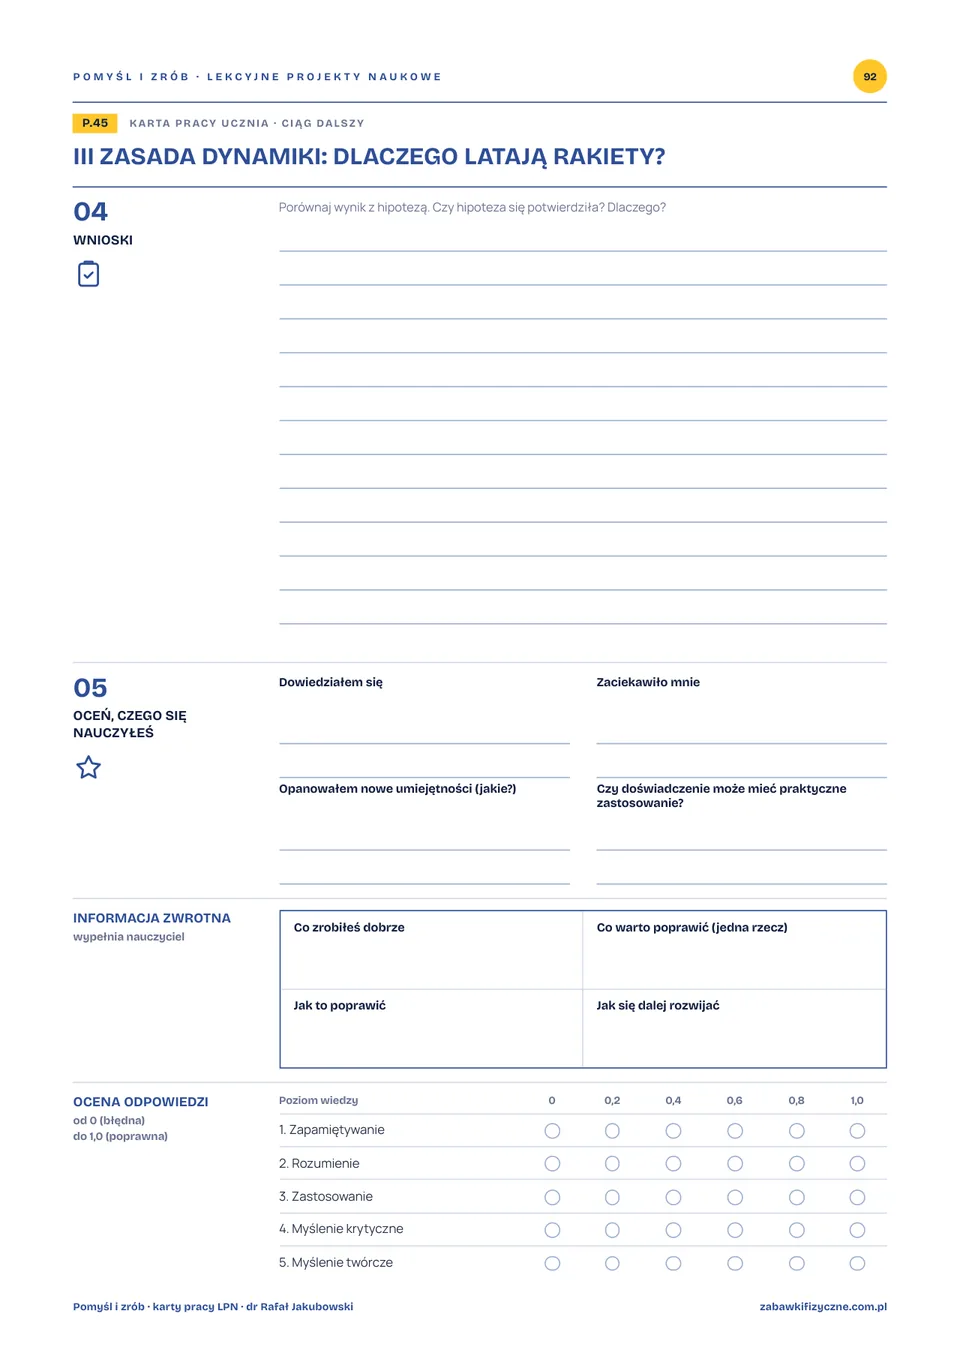 POMYŚL I ZRÓB · LEKCYJNE PROJEKTY NAUKOWE
92
P.45 KARTA PRACY UCZNIA · CIĄG DALSZY
III ZASADA DYNAMIKI: DLACZEGO LATAJĄ RAKIETY?
04
WNIOSKI
Porównaj wynik z hipotezą. Czy hipoteza się potwierdziła? Dlaczego?
05
OCEŃ, CZEGO SIĘ
NAUCZYŁEŚ
Dowiedziałem się
Zaciekawiło mnie
Opanowałem nowe umiejętności (jakie?)
Czy doświadczenie może mieć praktyczne
zastosowanie?
INFORMACJA ZWROTNA
wypełnia nauczyciel
Co zrobiłeś dobrze
Co warto poprawić (jedna rzecz)
Jak to poprawić
Jak się dalej rozwijać
OCENA ODPOWIEDZI
od 0 (błędna)
do 1,0 (poprawna)
Poziom wiedzy 0 0,2 0,4 0,6 0,8 1,0
1. Zapamiętywanie
2. Rozumienie
3. Zastosowanie
4. Myślenie krytyczne
5. Myślenie twórcze
Pomyśl i zrób · karty pracy LPN · dr Rafał Jakubowski
zabawkifizyczne.com.pl